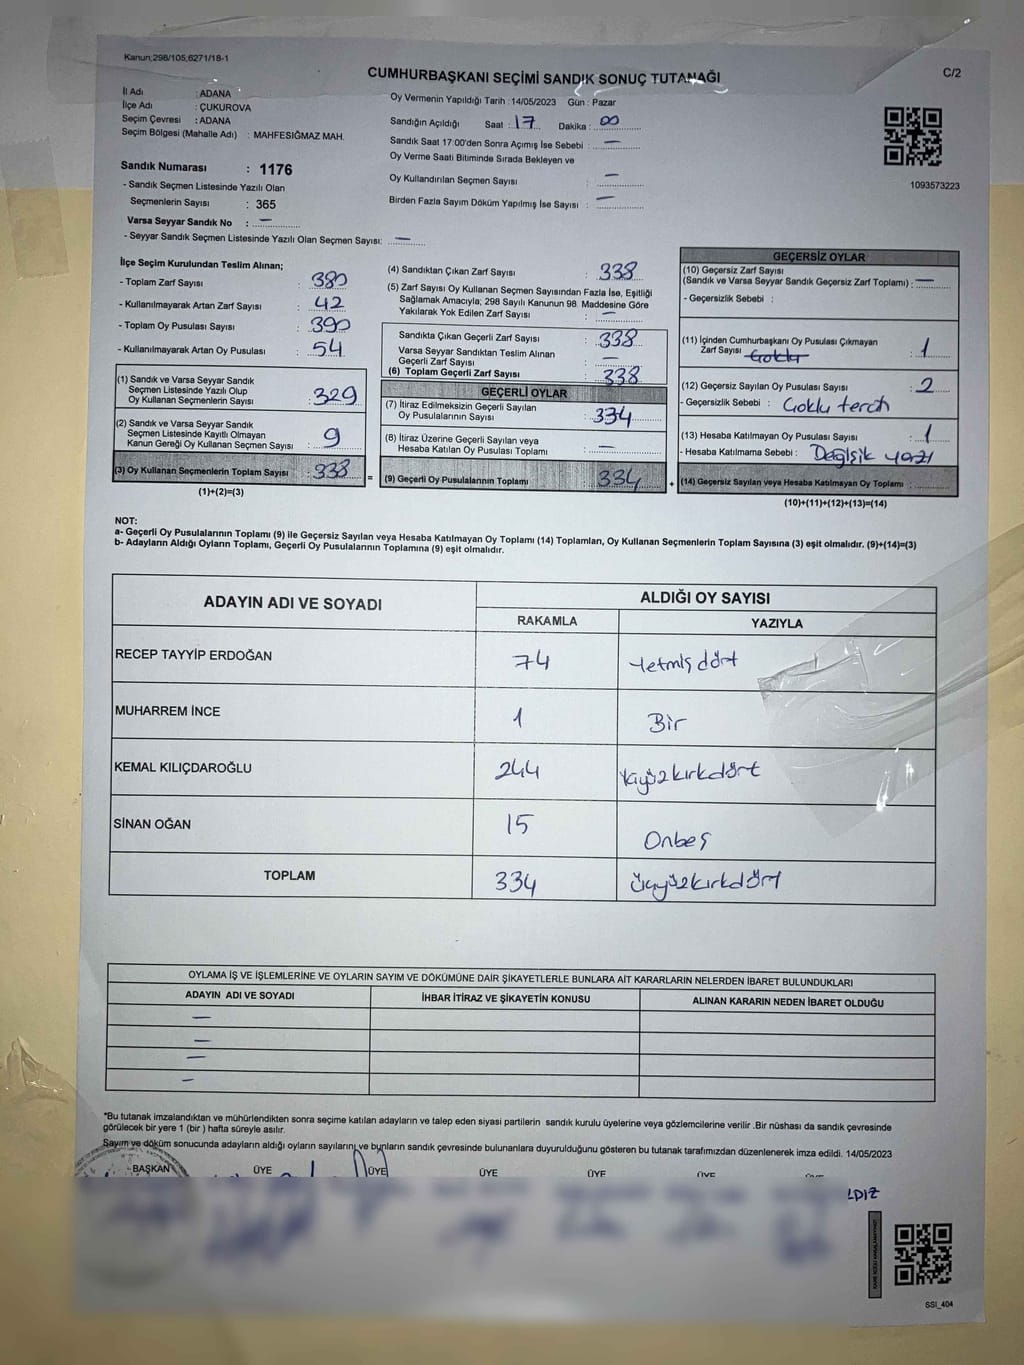 Kanun;298/105,6271/18-1
CUMHURBAŞKANI SEÇİMİ SANDIK SONUÇ TUTANAĞI
C/2
İl Adı : ADANA
İlçe Adı : ÇUKUROVA
Seçim Çevresi : ADANA
Seçim Bölgesi (Mahalle Adı) : MAHFESIĞMAZ MAH.
Sandık Numarası : 1176
- Sandık Seçmen Listesinde Yazılı Olan
Seçmenlerin Sayısı : 365
Varsa Seyyar Sandık No : —
- Seyyar Sandık Seçmen Listesinde Yazılı Olan Seçmen Sayısı: —
Oy Vermenin Yapıldığı Tarih : 14/05/2023 Gün : Pazar
Sandığın Açıldığı Saat : 17 Dakika : 00
Sandık Saat 17:00'den Sonra Açımış İse Sebebi : —
Oy Verme Saati Bitiminde Sırada Bekleyen ve
Oy Kullandırılan Seçmen Sayısı : —
Birden Fazla Sayım Döküm Yapılmış İse Sayısı : —
1093573223
İlçe Seçim Kurulundan Teslim Alınan;
- Toplam Zarf Sayısı : 380
- Kullanılmayarak Artan Zarf Sayısı : 42
- Toplam Oy Pusulası Sayısı : 390
- Kullanılmayarak Artan Oy Pusulası : 54
(1) Sandık ve Varsa Seyyar Sandık
Seçmen Listesinde Yazılı Olup
Oy Kullanan Seçmenlerin Sayısı : 329
(2) Sandık ve Varsa Seyyar Sandık
Seçmen Listesinde Kayıtlı Olmayan
Kanun Gereği Oy Kullanan Seçmen Sayısı : 9
(3) Oy Kullanan Seçmenlerin Toplam Sayısı : 338
(1)+(2)=(3)
(4) Sandıktan Çıkan Zarf Sayısı : 338
(5) Zarf Sayısı Oy Kullanan Seçmen Sayısından Fazla İse, Eşitliği
Sağlamak Amacıyla; 298 Sayılı Kanunun 98. Maddesine Göre
Yakılarak Yok Edilen Zarf Sayısı : —
Sandıkta Çıkan Geçerli Zarf Sayısı : 338
Varsa Seyyar Sandıktan Teslim Alınan
Geçerli Zarf Sayısı : —
(6) Toplam Geçerli Zarf Sayısı : 338
GEÇERLİ OYLAR
(7) İtiraz Edilmeksizin Geçerli Sayılan
Oy Pusulalarının Sayısı : 334
(8) İtiraz Üzerine Geçerli Sayılan veya
Hesaba Katılan Oy Pusulası Toplamı : —
= (9) Geçerli Oy Pusulalarının Toplamı : 334
GEÇERSİZ OYLAR
(10) Geçersiz Zarf Sayısı
(Sandık ve Varsa Seyyar Sandık Geçersiz Zarf Toplamı) : —
- Geçersizlik Sebebi :
(11) İçinden Cumhurbaşkanı Oy Pusulası Çıkmayan
Zarf Sayısı : 1
(12) Geçersiz Sayılan Oy Pusulası Sayısı : 2
- Geçersizlik Sebebi : Çoklu tercih
(13) Hesaba Katılmayan Oy Pusulası Sayısı : 1
- Hesaba Katılmama Sebebi : Değişik yazı
+ (14) Geçersiz Sayılan veya Hesaba Katılmayan Oy Toplamı :
(10)+(11)+(12)+(13)=(14)
NOT:
a- Geçerli Oy Pusulalarının Toplamı (9) ile Geçersiz Sayılan veya Hesaba Katılmayan Oy Toplamı (14) Toplamları, Oy Kullanan Seçmenlerin Toplam Sayısına (3) eşit olmalıdır. (9)+(14)=(3)
b- Adayların Aldığı Oyların Toplamı, Geçerli Oy Pusulalarının Toplamına (9) eşit olmalıdır.
ADAYIN ADI VE SOYADI ALDIĞI OY SAYISI
RAKAMLA YAZIYLA
RECEP TAYYİP ERDOĞAN 74 Yetmiş dört
MUHARREM İNCE 1 Bir
KEMAL KILIÇDAROĞLU 244 ikiyüzkırkdört
SİNAN OĞAN 15 Onbeş
TOPLAM 334 üçyüzkırkdört
OYLAMA İŞ VE İŞLEMLERİNE VE OYLARIN SAYIM VE DÖKÜMÜNE DAİR ŞİKAYETLERLE BUNLARA AİT KARARLARIN NELERDEN İBARET BULUNDUKLARI
ADAYIN ADI VE SOYADI İHBAR İTİRAZ VE ŞİKAYETİN KONUSU ALINAN KARARIN NEDEN İBARET OLDUĞU
—
—
—
—
*Bu tutanak imzalandıktan ve mühürlendikten sonra seçime katılan adayların ve talep eden siyasi partilerin sandık kurulu üyelerine veya gözlemcilerine verilir .Bir nüshası da sandık çevresinde
görülecek bir yere 1 (bir ) hafta süreyle asılır.
Sayım ve döküm sonucunda adayların aldığı oyların sayılarını ve bunların sandık çevresinde bulunanlara duyurulduğunu gösteren bu tutanak tarafımızdan düzenlenerek imza edildi. 14/05/2023
BAŞKAN ÜYE ÜYE ÜYE ÜYE ÜYE
LDIZ
SSI_404